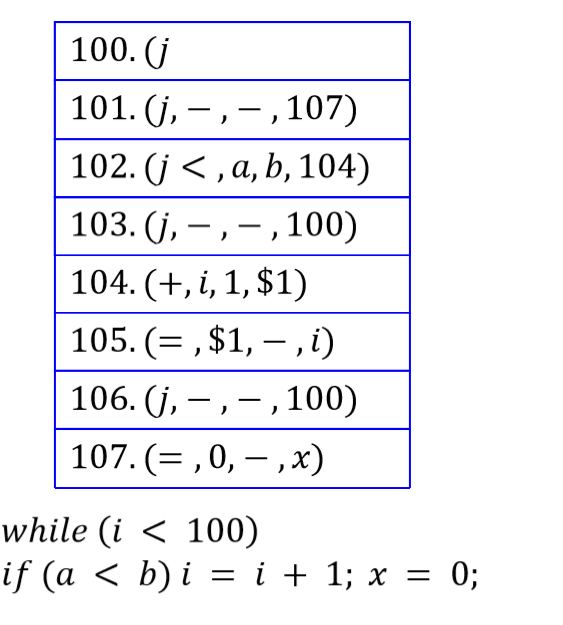 100. (j
101. (j, − , − , 107)
102. (j < , a, b, 104)
103. (j, − , − , 100)
104. (+, i, 1, $1)
105. (= , $1, − , i)
106. (j, − , − , 100)
107. (= , 0, − , x)
while (i < 100)
if (a < b) i = i + 1; x = 0;